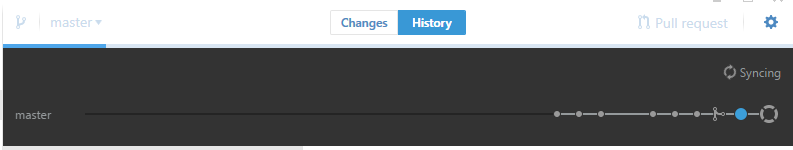 master
Changes
History
Pull request
Syncing
master